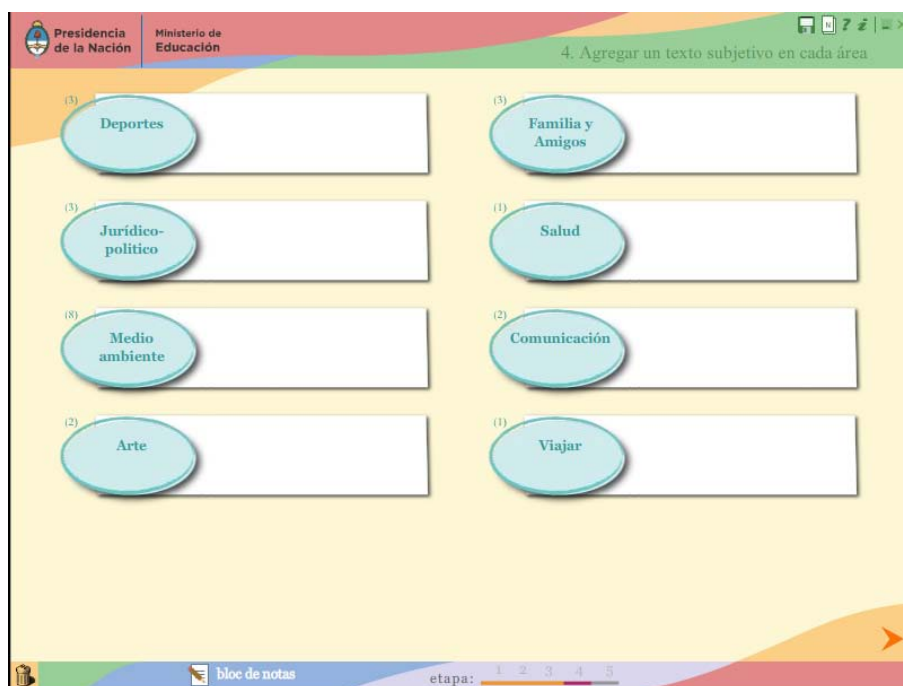 Presidencia
de la Nación
Ministerio de
Educación
4. Agregar un texto subjetivo en cada área
(3)
Deportes
(3)
Familia y
Amigos
(3)
Jurídico-
politico
(1)
Salud
(8)
Medio
ambiente
(2)
Comunicación
(2)
Arte
(1)
Viajar
bloc de notas
etapa: 1 2 3 4 5